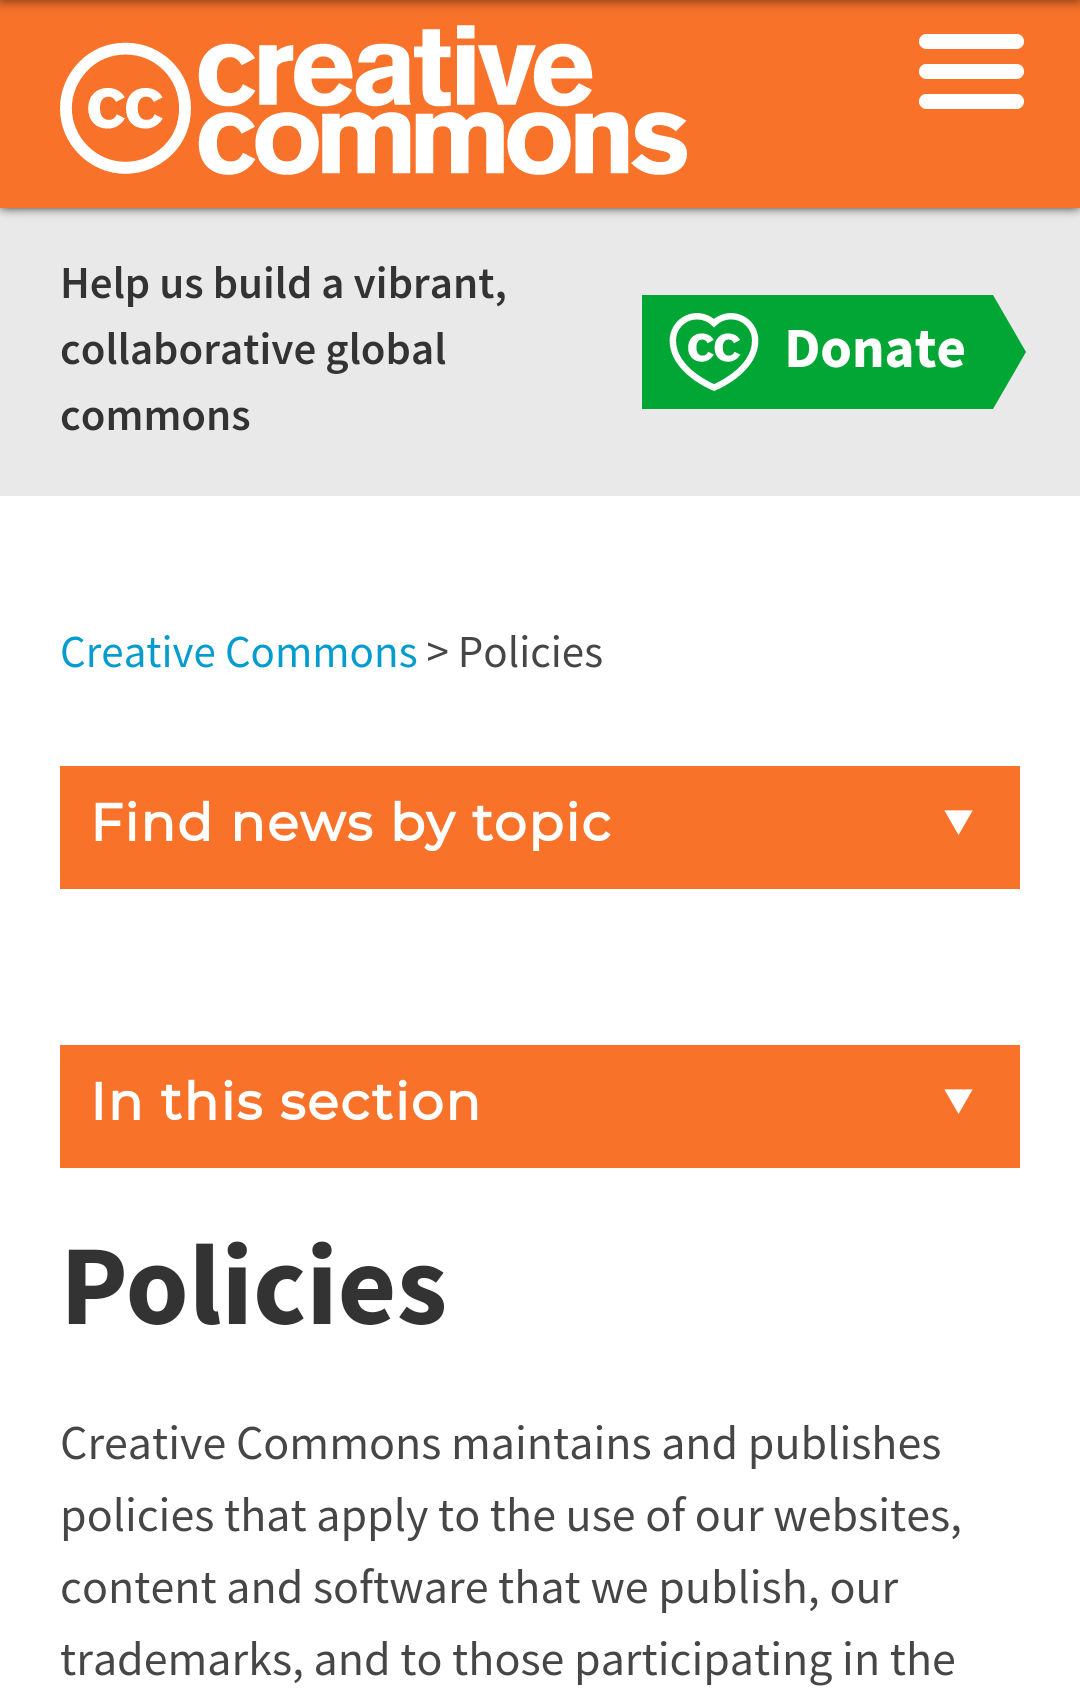 cc creative
commons
Help us build a vibrant,
collaborative global
commons
cc Donate
Creative Commons > Policies
Find news by topic ▼
In this section ▼
Policies
Creative Commons maintains and publishes
policies that apply to the use of our websites,
content and software that we publish, our
trademarks, and to those participating in the